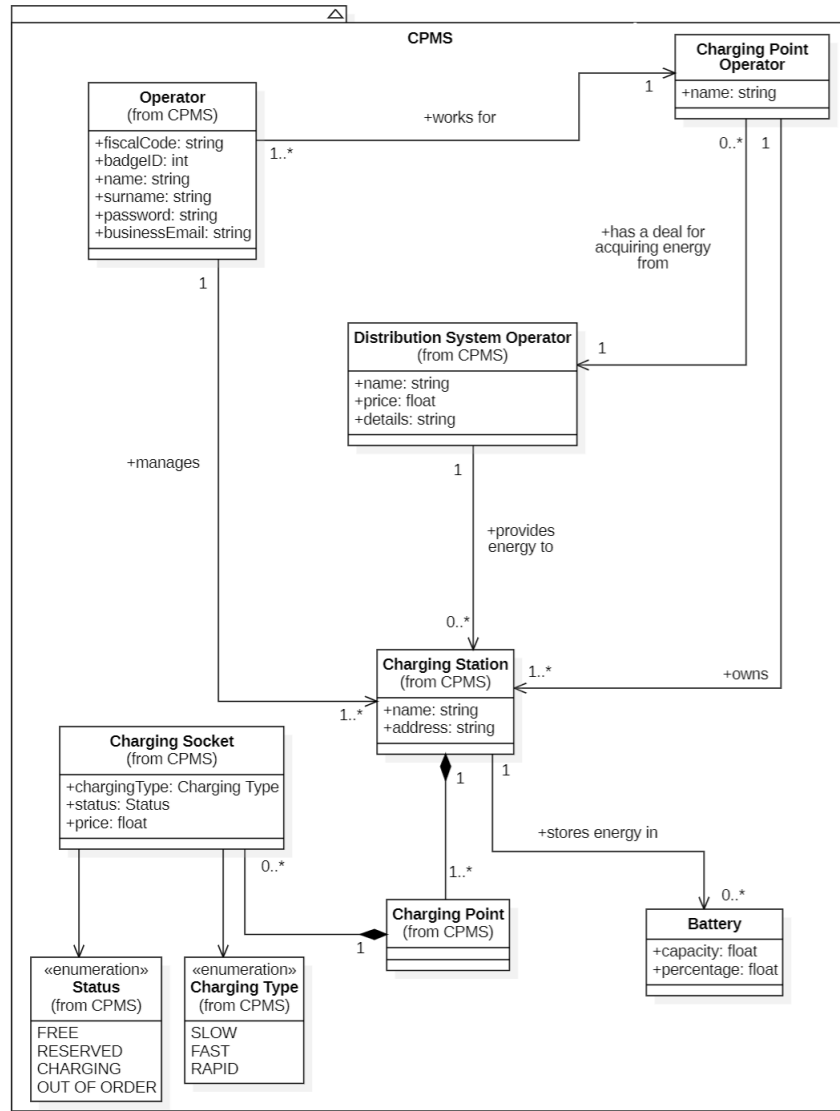 CPMS
Charging Point
Operator
+name: string
Operator
(from CPMS)
+fiscalCode: string
+badgeID: int
+name: string
+surname: string
+password: string
+businessEmail: string
+works for
1
1..*
0..*
1
1
+has a deal for
acquiring energy
from
Distribution System Operator
(from CPMS)
+name: string
+price: float
+details: string
1
1
+manages
+provides
energy to
0..*
Charging Station
(from CPMS)
+name: string
+address: string
1..*
+owns
1..*
Charging Socket
(from CPMS)
+chargingType: Charging Type
+status: Status
+price: float
1
1
+stores energy in
0..*
1..*
0..*
Charging Point
(from CPMS)
1
Battery
+capacity: float
+percentage: float
«enumeration»
Status
(from CPMS)
FREE
RESERVED
CHARGING
OUT OF ORDER
«enumeration»
Charging Type
(from CPMS)
SLOW
FAST
RAPID